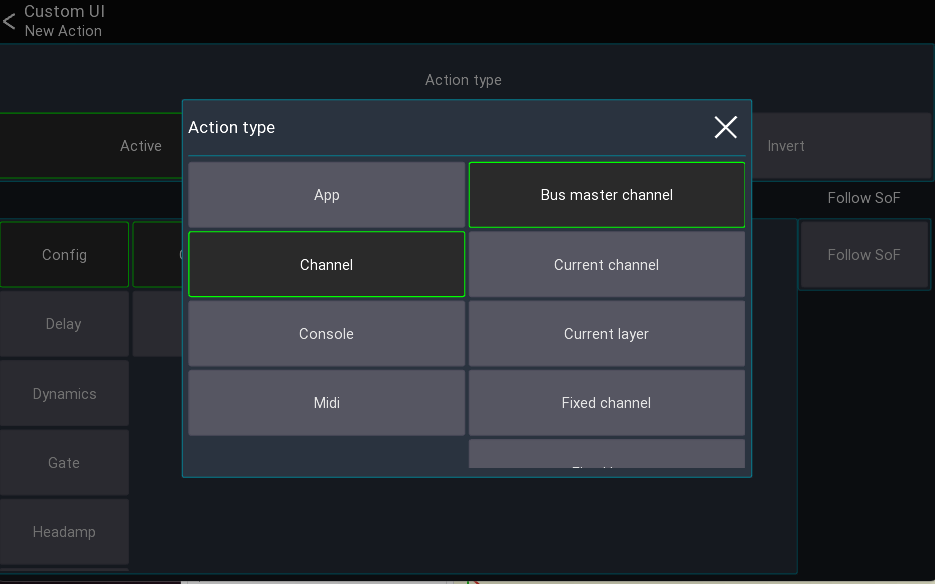 Custom UI
New Action
Action type
Action type
Active
Invert
App
Bus master channel
Follow SoF
Channel
Current channel
Config
Follow SoF
Console
Current layer
Delay
Midi
Fixed channel
Dynamics
Gate
Headamp